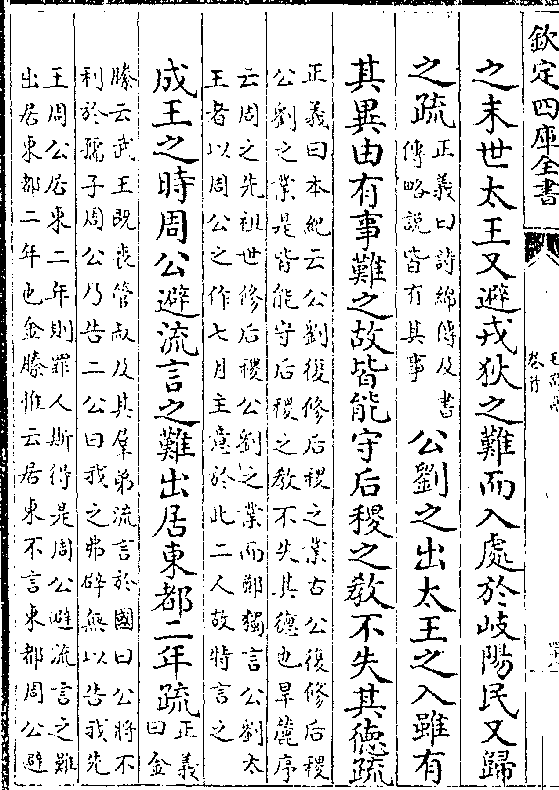 欽定四庫全書
之末世太王又避戎狄之難而入處於岐陽民又歸
之疏正義曰詩緜傳及書
傳略說皆有其事公劉之出太王之入雖有
其異由有事難之故皆能守后稷之教不失其德疏
正義曰本紀云公劉復修后稷之業古公復修后稷
公劉之業是皆能守后稷之教不失其德也旱麓序
云周之先祖世修后稷公劉之業而鄭獨言公劉太
王者以周公之作七月主意於此二人故特言之
成王之時周公避流言之難出居東都二年疏正義
曰金
縢云武王既喪管叔及其羣弟流言於國曰公將不
利於孺子周公乃告二公曰我之弗辟無以告我先
王周公居東二年則罪人斯得是周公避流言之難
出居東都二年也金縢惟云居東不言東都周公避